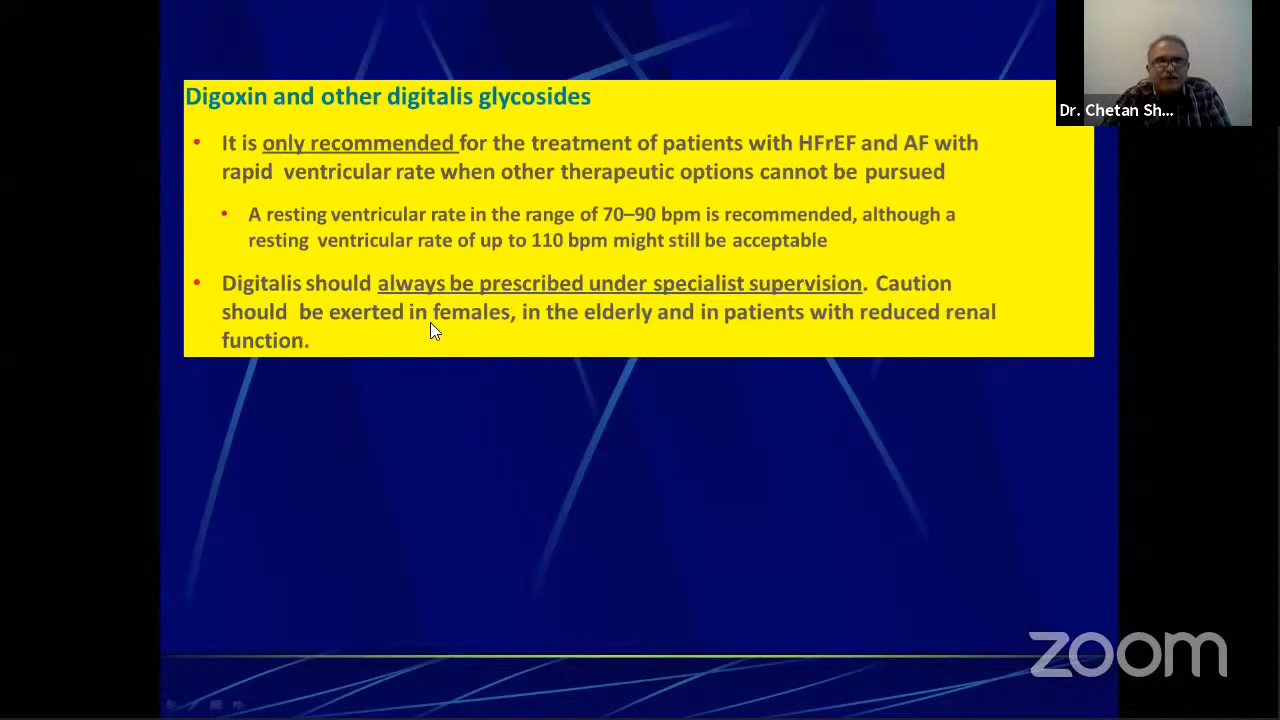 Digoxin and other digitalis glycosides
• It is only recommended for the treatment of patients with HFrEF and AF with
rapid ventricular rate when other therapeutic options cannot be pursued
• A resting ventricular rate in the range of 70–90 bpm is recommended, although a
resting ventricular rate of up to 110 bpm might still be acceptable
• Digitalis should always be prescribed under specialist supervision. Caution
should be exerted in females, in the elderly and in patients with reduced renal
function.
Dr. Chetan Sh...
zoom